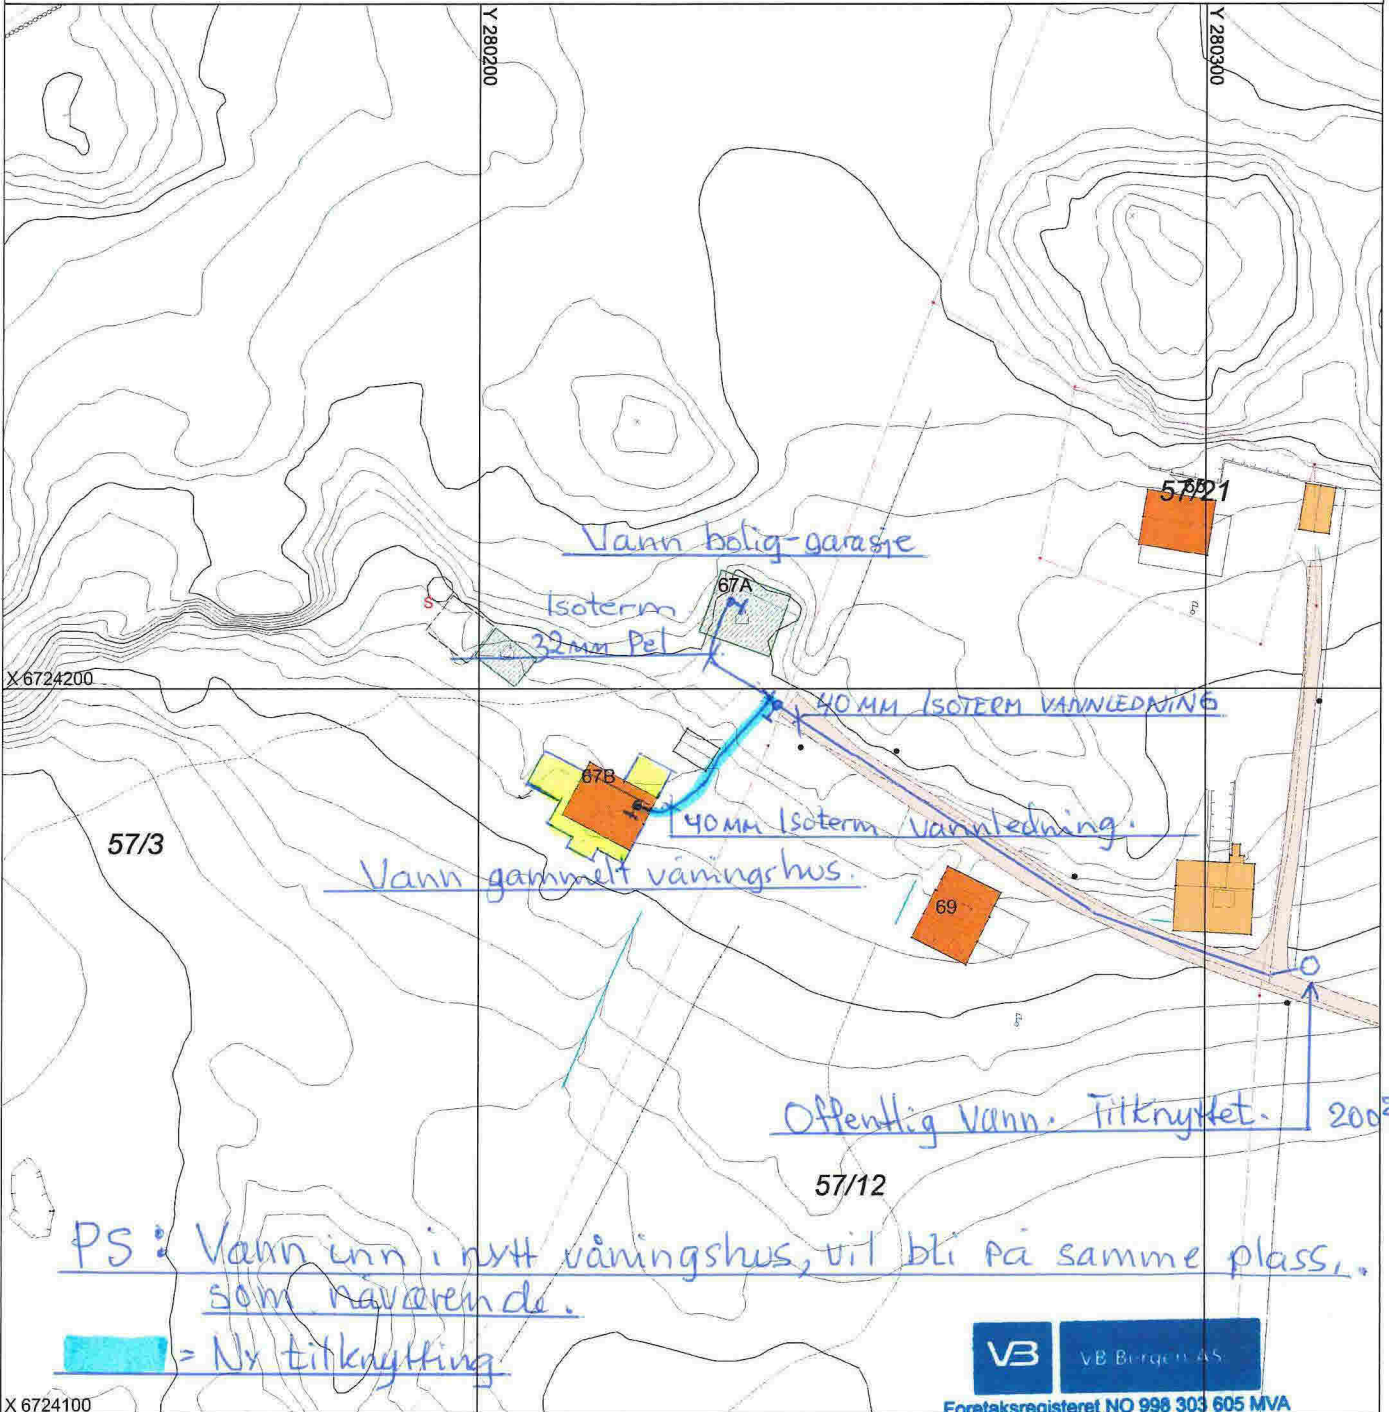 Y 280200
Y 280300
57/21
Vann bolig-garasje
67A
Isoterm
32mm Pel
S
X 6724200
40 MM ISOTERM VANNLEDNING
67B
40MM Isoterm vannledning.
57/3
Vann gammelt våningshus.
69
Offentlig Vann. Tilknyttet.
57/12
PS: Vann inn i nytt våningshus, vil bli på samme plass,
som nåværende.
= Ny tilknytting
VB VB Bergen AS
Foretaksregisteret NO 998 303 605 MVA
X 6724100